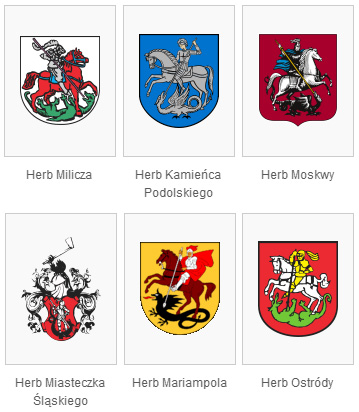 Herb Milicza
Herb Kamieńca
Podolskiego
Herb Moskwy
Herb Miasteczka
Śląskiego
Herb Mariampola
Herb Ostródy